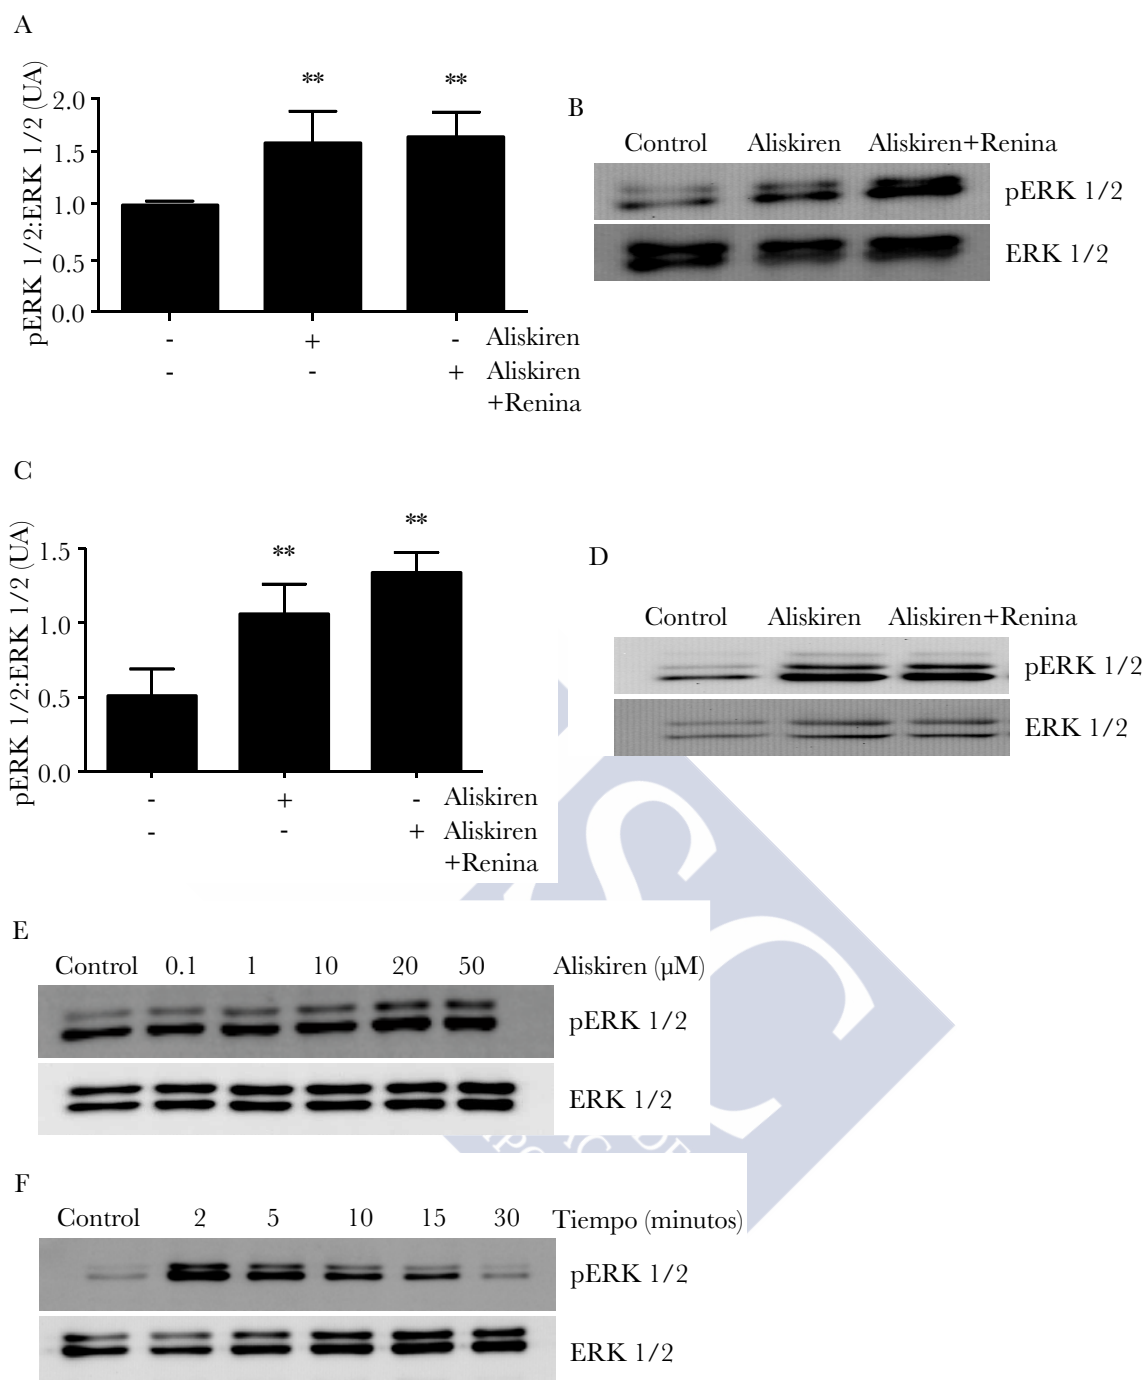 A
pERK 1/2:ERK 1/2 (UA)
**
**
2.0
1.5
1.0
0.5
0.0
- + - Aliskiren
- - + Aliskiren
+Renina
B
Control Aliskiren Aliskiren+Renina
pERK 1/2
ERK 1/2
C
pERK 1/2:ERK 1/2 (UA)
**
**
1.5
1.0
0.5
0.0
- + - Aliskiren
- - + Aliskiren
+Renina
D
Control Aliskiren Aliskiren+Renina
pERK 1/2
ERK 1/2
E
Control 0.1 1 10 20 50 Aliskiren (µM)
pERK 1/2
ERK 1/2
F
Control 2 5 10 15 30 Tiempo (minutos)
pERK 1/2
ERK 1/2